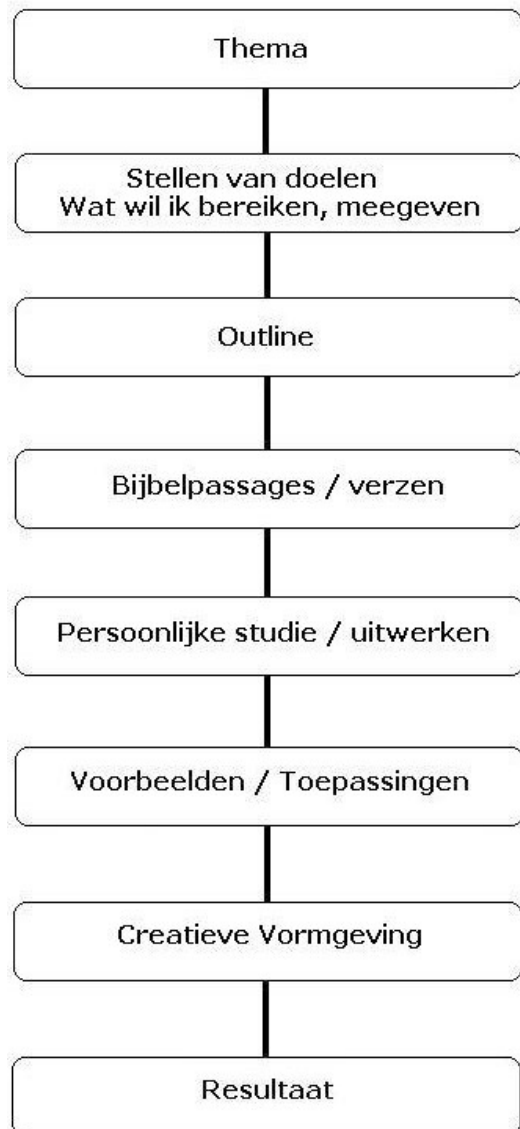 Thema
Stellen van doelen
Wat wil ik bereiken, meegeven
Outline
Bijbelpassages / verzen
Persoonlijke studie / uitwerken
Voorbeelden / Toepassingen
Creatieve Vormgeving
Resultaat